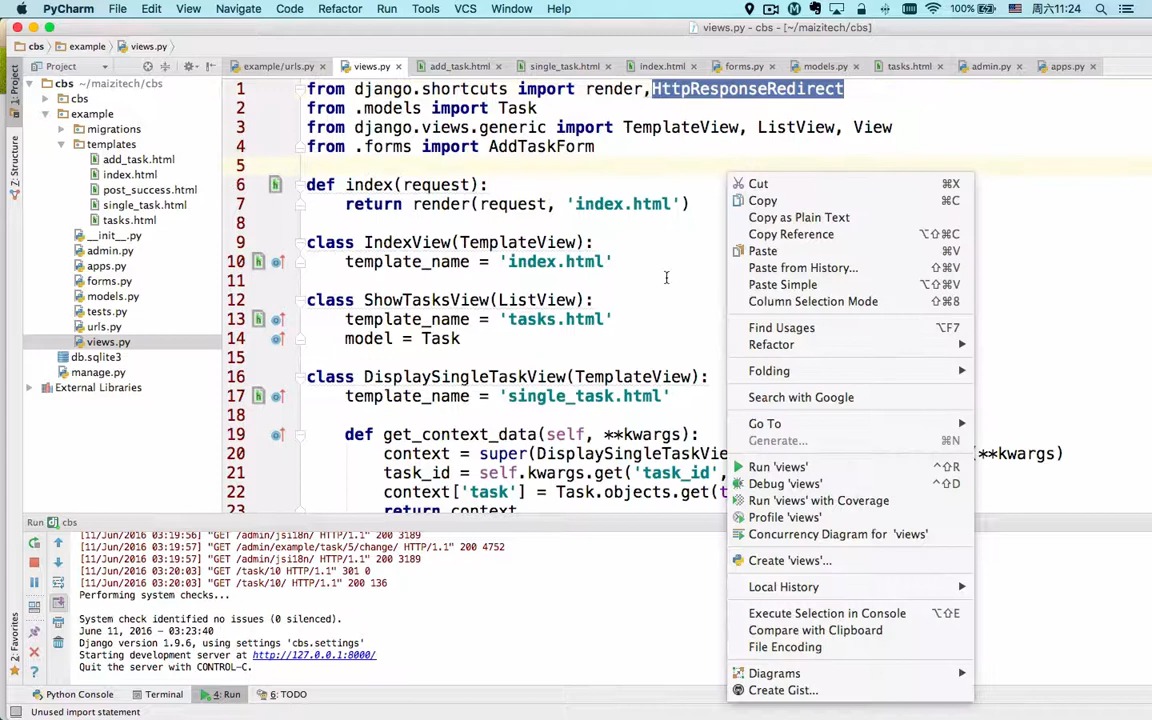 PyCharm File Edit View Navigate Code Refactor Run Tools VCS Window Help 100% 周六11:24
views.py - cbs - [~/maizitech/cbs]
cbs example views.py
Project example/urls.py views.py add_task.html single_task.html index.html forms.py models.py tasks.html admin.py apps.py
1: Project
Z: Structure
2: Favorites
cbs ~/maizitech/cbs
cbs
example
migrations
templates
add_task.html
index.html
post_success.html
single_task.html
tasks.html
__init__.py
admin.py
apps.py
forms.py
models.py
tests.py
urls.py
views.py
db.sqlite3
manage.py
External Libraries
1 from django.shortcuts import render,HttpResponseRedirect
2 from .models import Task
3 from django.views.generic import TemplateView, ListView, View
4 from .forms import AddTaskForm
5
6 def index(request):
7 return render(request, 'index.html')
8
9 class IndexView(TemplateView):
10 template_name = 'index.html'
11
12 class ShowTasksView(ListView):
13 template_name = 'tasks.html'
14 model = Task
15
16 class DisplaySingleTaskView(TemplateView):
17 template_name = 'single_task.html'
18
19 def get_context_data(self, **kwargs):
20 context = super(DisplaySingleTaskVie (**kwargs)
21 task_id = self.kwargs.get('task_id',
22 context['task'] = Task.objects.get(t
23 return context
Cut ⌘X
Copy ⌘C
Copy as Plain Text
Copy Reference ⌥⇧⌘C
Paste ⌘V
Paste from History... ⇧⌘V
Paste Simple ⌥⇧⌘V
Column Selection Mode ⇧⌘8
Find Usages ⌥F7
Refactor
Folding
Search with Google
Go To
Generate... ⌘N
Run 'views' ^⇧R
Debug 'views' ^⇧D
Run 'views' with Coverage
Profile 'views'
Concurrency Diagram for 'views'
Create 'views'...
Local History
Execute Selection in Console ⌥⇧E
Compare with Clipboard
File Encoding
Diagrams
Create Gist...
Run cbs
[11/Jun/2016 03:19:56] "GET /admin/jsi18n/ HTTP/1.1" 200 3189
[11/Jun/2016 03:19:57] "GET /admin/example/task/5/change/ HTTP/1.1" 200 4752
[11/Jun/2016 03:19:57] "GET /admin/jsi18n/ HTTP/1.1" 200 3189
[11/Jun/2016 03:20:03] "GET /task/10 HTTP/1.1" 301 0
[11/Jun/2016 03:20:03] "GET /task/10/ HTTP/1.1" 200 136
Performing system checks...
System check identified no issues (0 silenced).
June 11, 2016 - 03:23:40
Django version 1.9.6, using settings 'cbs.settings'
Starting development server at http://127.0.0.1:8000/
Quit the server with CONTROL-C.
Python Console Terminal 4: Run 6: TODO
Unused import statement